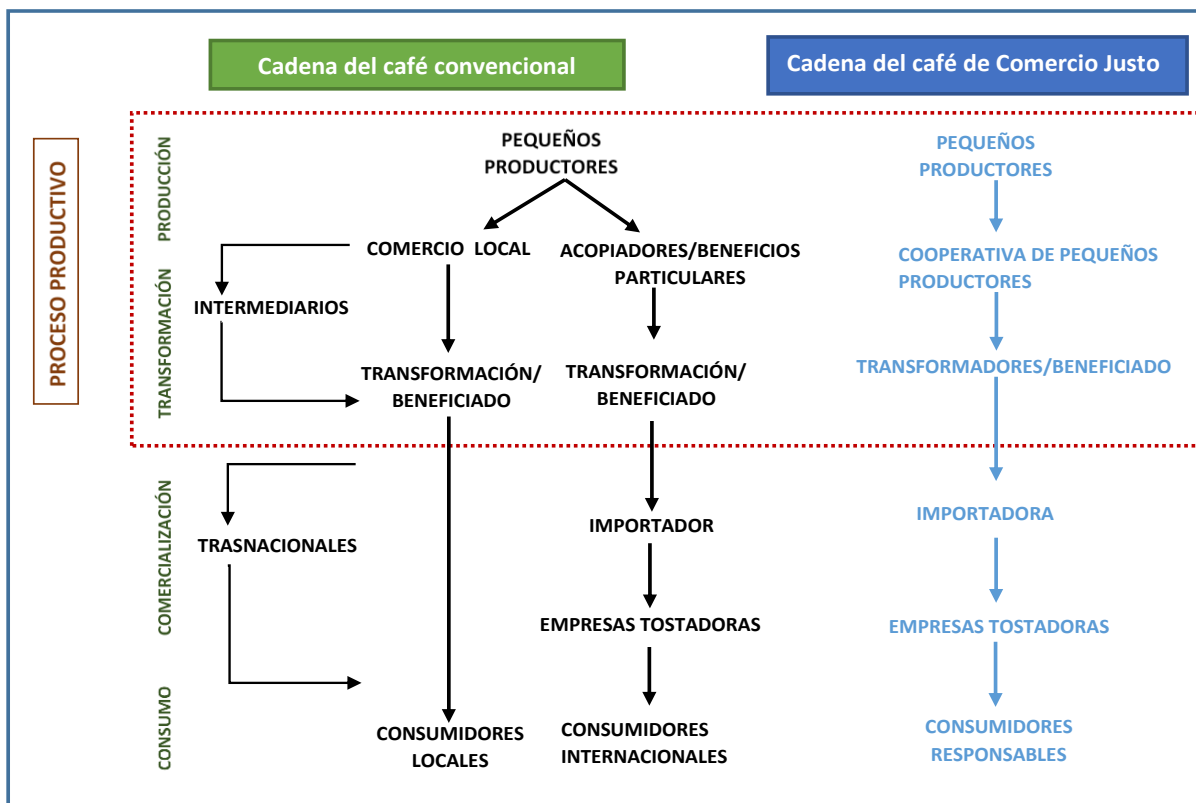 Cadena del café convencional
Cadena del café de Comercio Justo
PROCESO PRODUCTIVO
PRODUCCIÓN
TRANSFORMACIÓN
COMERCIALIZACIÓN
CONSUMO
PEQUEÑOS
PRODUCTORES
COMERCIO LOCAL
ACOPIADORES/BENEFICIOS
PARTICULARES
INTERMEDIARIOS
TRANSFORMACIÓN/
BENEFICIADO
TRANSFORMACIÓN/
BENEFICIADO
TRASNACIONALES
IMPORTADOR
EMPRESAS TOSTADORAS
CONSUMIDORES
LOCALES
CONSUMIDORES
INTERNACIONALES
PEQUEÑOS
PRODUCTORES
COOPERATIVA DE PEQUEÑOS
PRODUCTORES
TRANSFORMADORES/BENEFICIADO
IMPORTADORA
EMPRESAS TOSTADORAS
CONSUMIDORES
RESPONSABLES